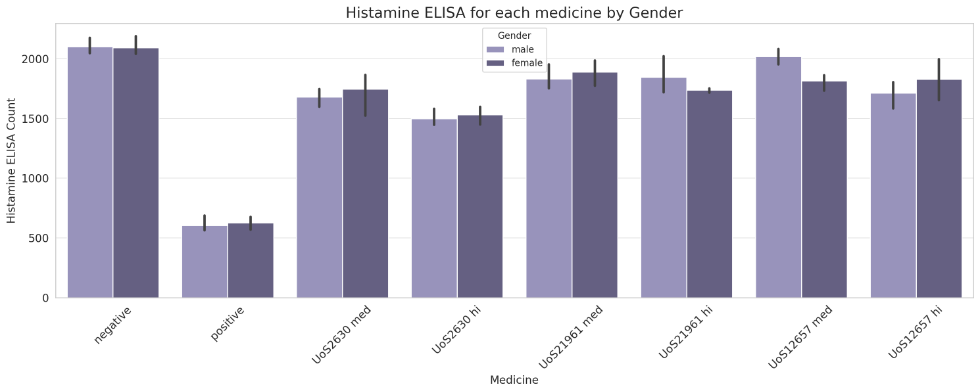 Histamine ELISA for each medicine by Gender
Gender
male
female
Histamine ELISA Count
2000
1500
1000
500
0
negative
positive
UoS2630 med
UoS2630 hi
UoS21961 med
UoS21961 hi
UoS12657 med
UoS12657 hi
Medicine